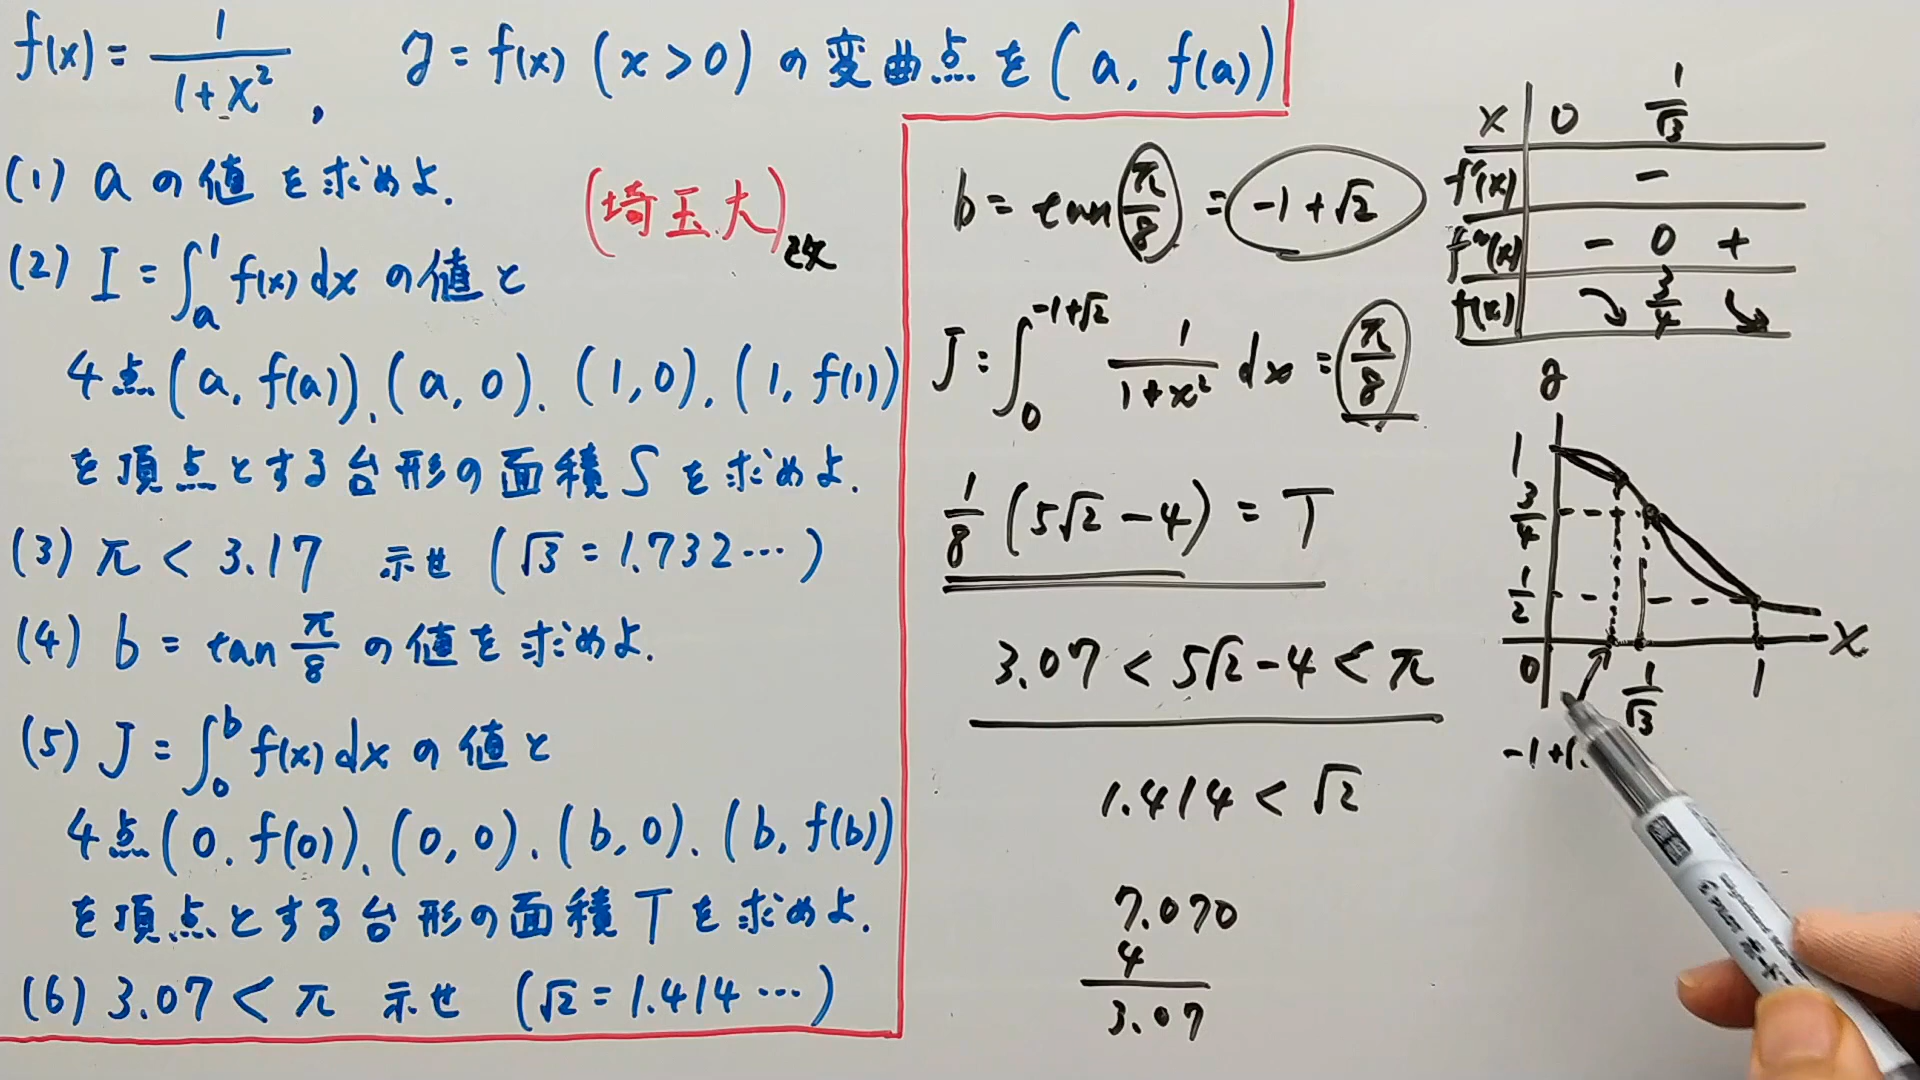 f(x) = 1/(1+x²), y = f(x) (x>0) の変曲点を (a, f(a))
(1) a の値を求めよ.
(埼玉大)改
(2) I = ∫ₐ¹ f(x)dx の値と
4点 (a, f(a)), (a, 0), (1, 0), (1, f(1))
を頂点とする台形の面積 S を求めよ.
(3) π < 3.17 示せ (√3 = 1.732…)
(4) b = tan π/8 の値を求めよ.
(5) J = ∫₀ᵇ f(x)dx の値と
4点 (0, f(0)), (0, 0), (b, 0), (b, f(b))
を頂点とする台形の面積 T を求めよ.
(6) 3.07 < π 示せ (√2 = 1.414…)
b = tan π/8 = -1+√2
J = ∫₀^(-1+√2) 1/(1+x²) dx = π/8
1/8 (5√2 - 4) = T
3.07 < 5√2 - 4 < π
1.414 < √2
7.070
4
3.07
x 0 1/√3
f'(x) -
f''(x) - 0 +
f(x) ↘ 3/4 ↘
y
1
3/4
1/2
0 1/√3 1 x